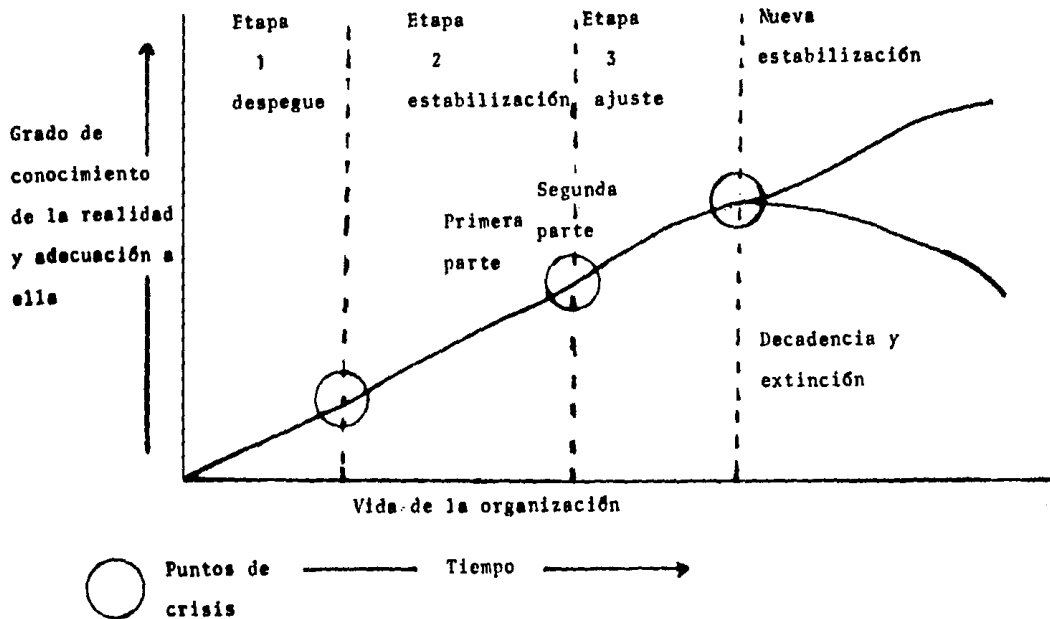 Etapa
1
despegue
Etapa
2
estabilización
Etapa
3
ajuste
Nueva
estabilización
Grado de
conocimiento
de la realidad
y adecuación a
ella
Primera
parte
Segunda
parte
Decadencia y
extinción
Vida de la organización
Puntos de
crisis
Tiempo